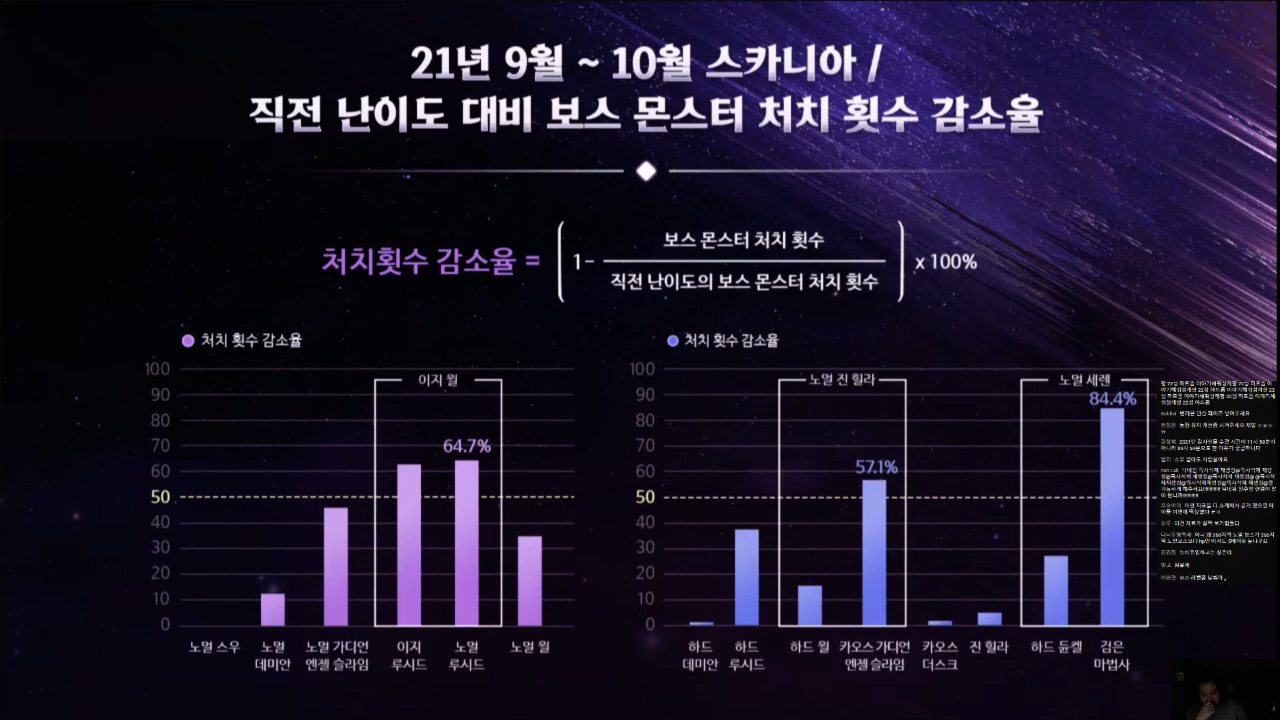 21년 9월 ~ 10월 스카니아 /
직전 난이도 대비 보스 몬스터 처치 횟수 감소율
처치횟수 감소율 =
1-
보스 몬스터 처치 횟수
직전 난이도의 보스 몬스터 처치 횟수
x 100%
처치 횟수 감소율
100
90
80
70
60
50
40
30
20
10
0
이지 윌
64.7%
노멀 스우
노멀
데미안
노멀 가디언
엔젤 슬라임
이지
루시드
노멀
루시드
노멀 윌
처치 횟수 감소율
100
90
80
70
60
50
40
30
20
10
0
노멀 진 힐라
57.1%
노멀 세렌
84.4%
하드
데미안
하드
루시드
하드 윌
카오스 가디언
엔젤 슬라임
카오스
더스크
진 힐라
하드 듄켈
검은
마법사